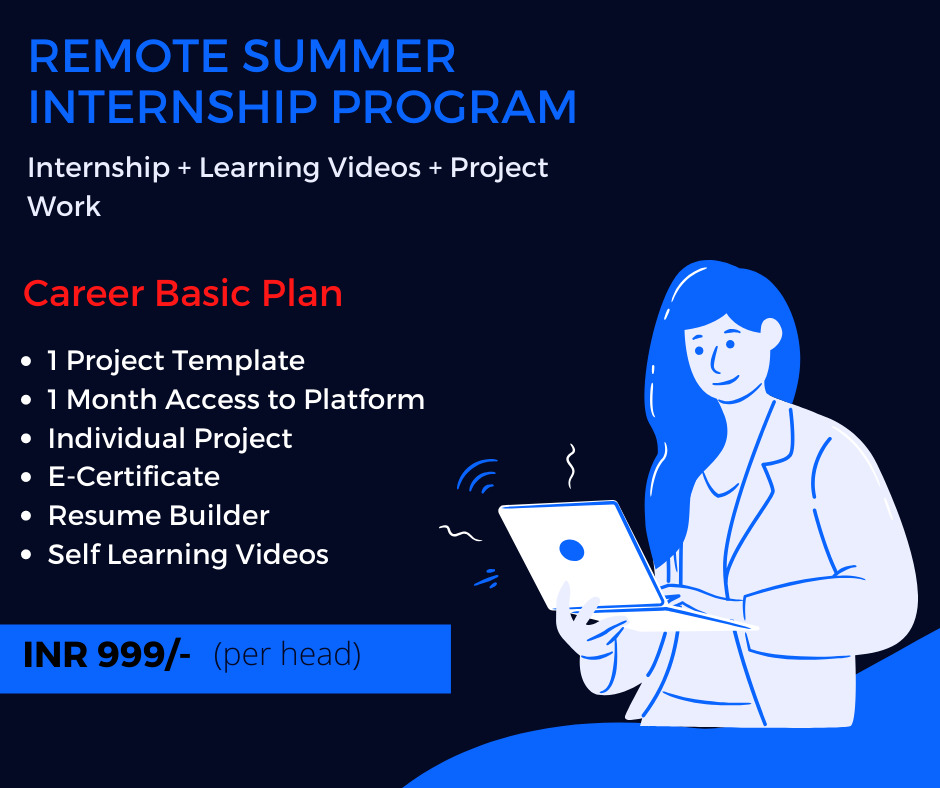 REMOTE SUMMER
INTERNSHIP PROGRAM
Internship + Learning Videos + Project
Work
Career Basic Plan
• 1 Project Template
• 1 Month Access to Platform
• Individual Project
• E-Certificate
• Resume Builder
• Self Learning Videos
INR 999/- (per head)